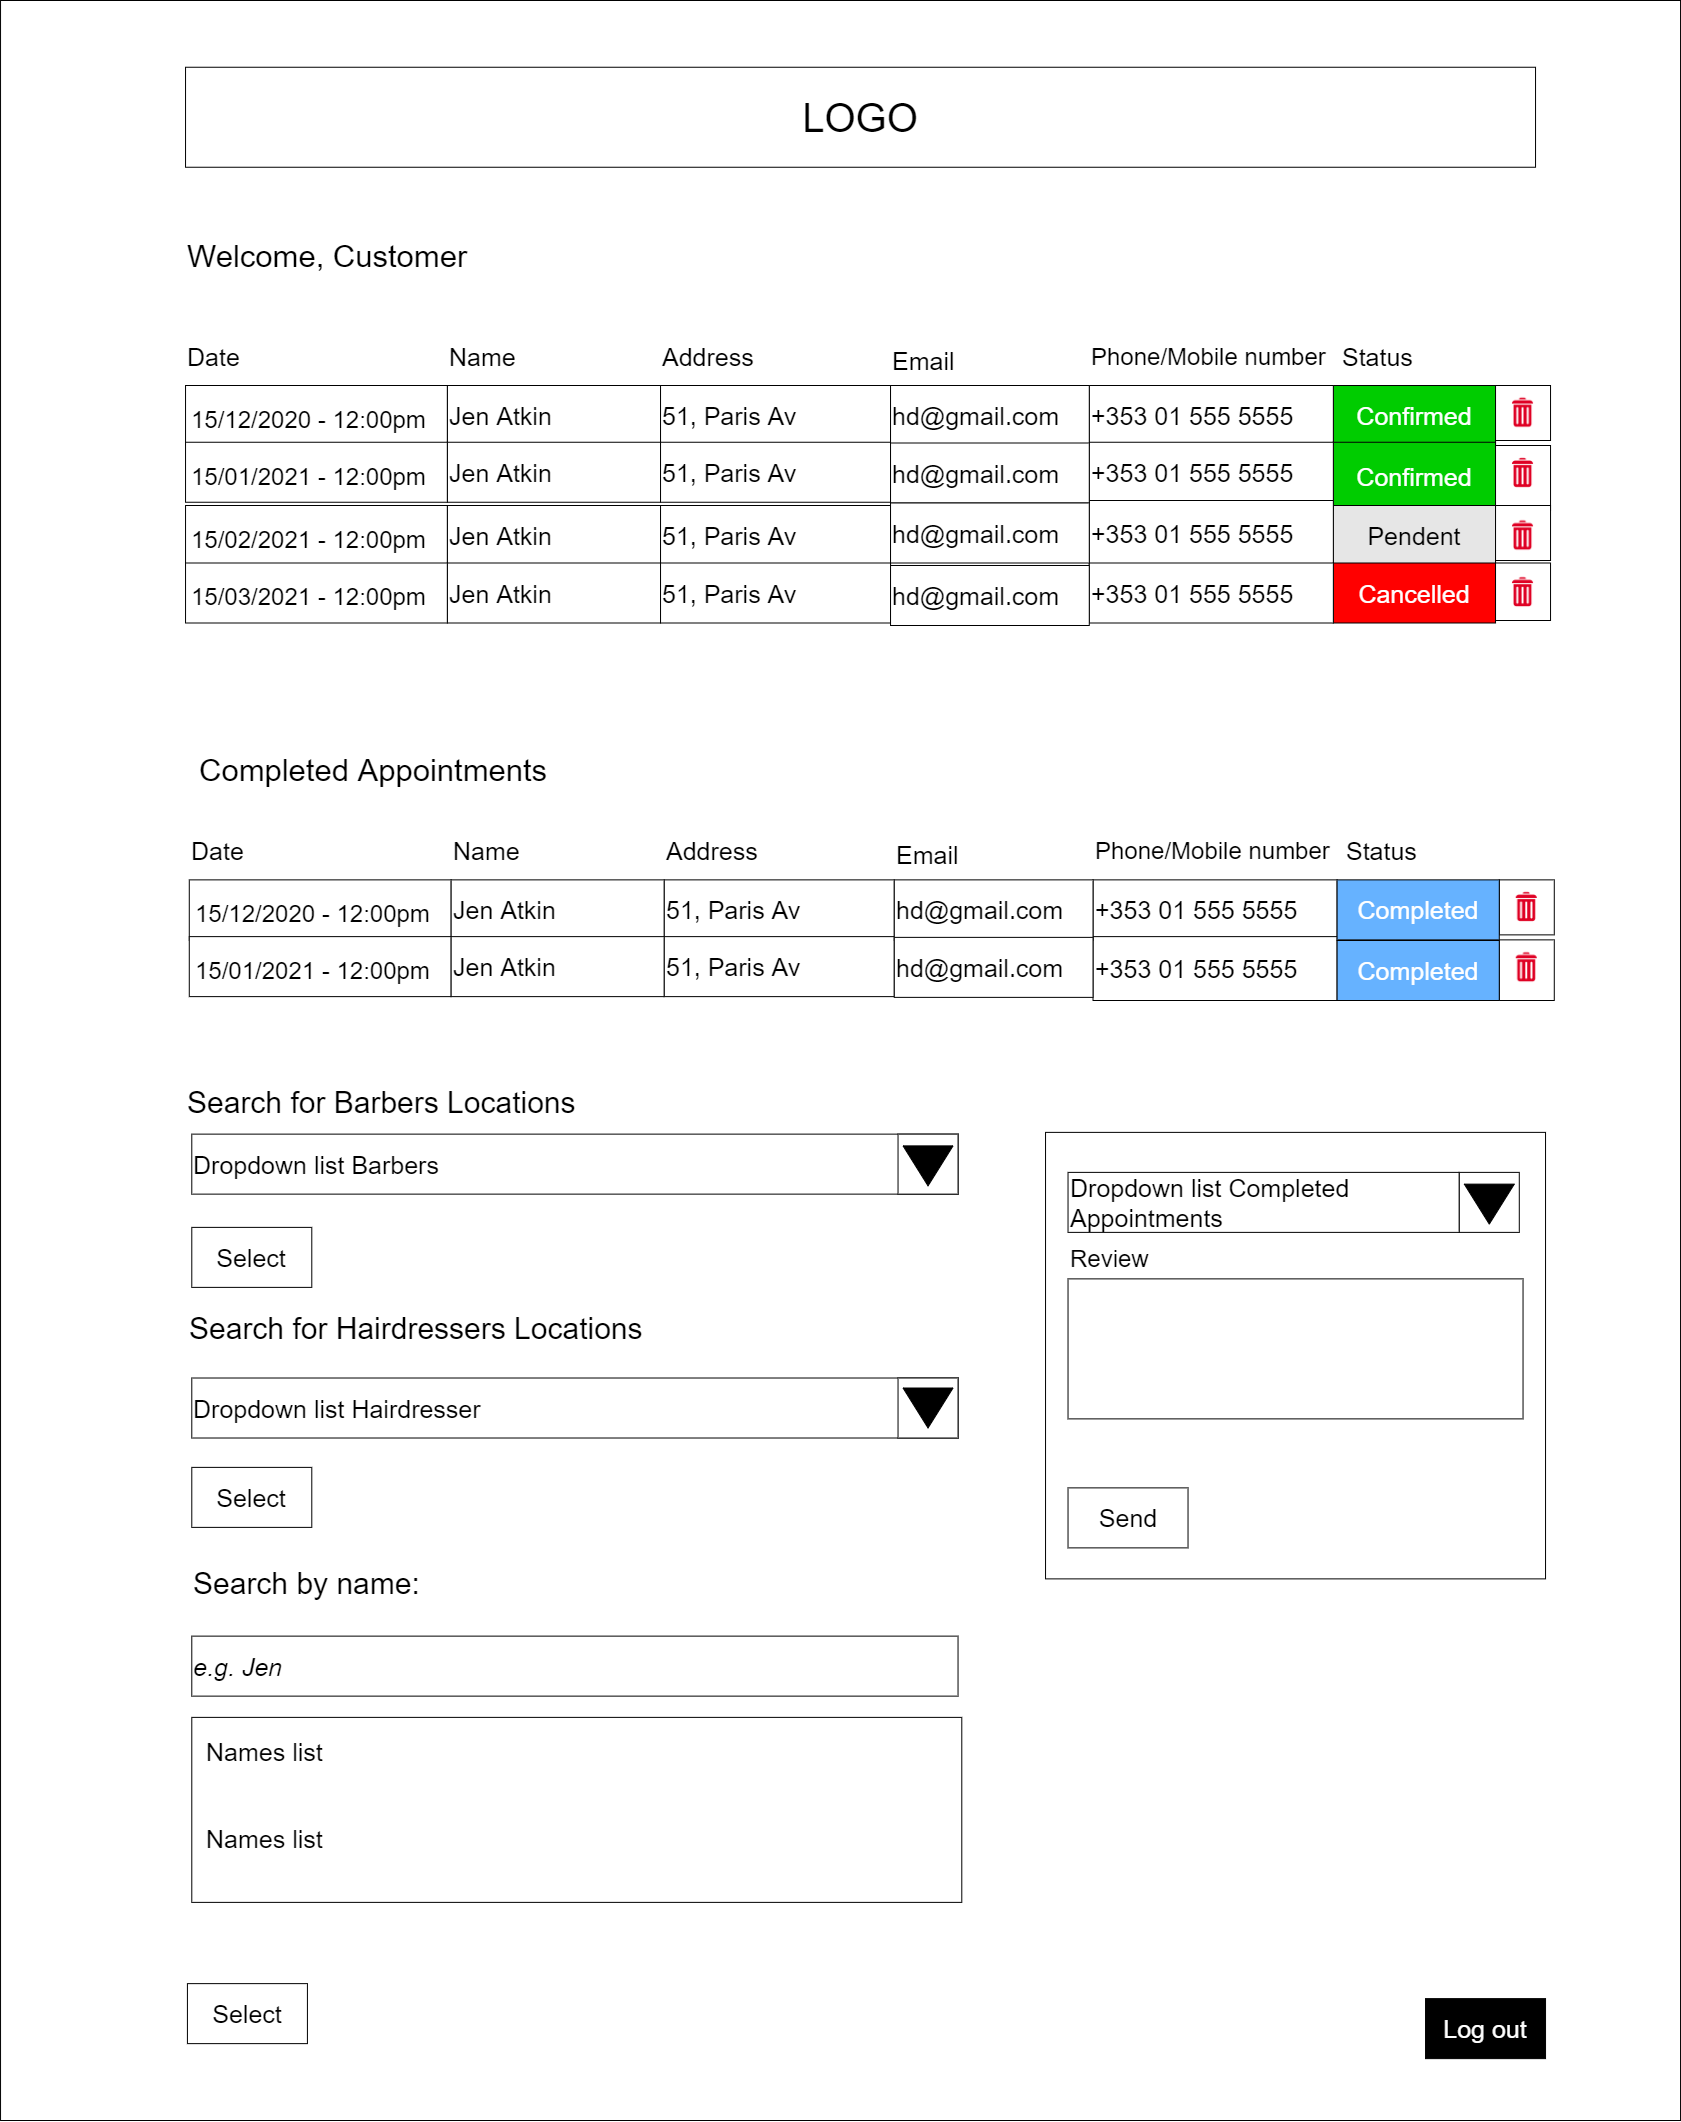 LOGO
Welcome, Customer
Date Name Address Email Phone/Mobile number Status
15/12/2020 - 12:00pm Jen Atkin 51, Paris Av hd@gmail.com +353 01 555 5555 Confirmed
15/01/2021 - 12:00pm Jen Atkin 51, Paris Av hd@gmail.com +353 01 555 5555 Confirmed
15/02/2021 - 12:00pm Jen Atkin 51, Paris Av hd@gmail.com +353 01 555 5555 Pendent
15/03/2021 - 12:00pm Jen Atkin 51, Paris Av hd@gmail.com +353 01 555 5555 Cancelled
Completed Appointments
Date Name Address Email Phone/Mobile number Status
15/12/2020 - 12:00pm Jen Atkin 51, Paris Av hd@gmail.com +353 01 555 5555 Completed
15/01/2021 - 12:00pm Jen Atkin 51, Paris Av hd@gmail.com +353 01 555 5555 Completed
Search for Barbers Locations
Dropdown list Barbers
Select
Search for Hairdressers Locations
Dropdown list Hairdresser
Select
Dropdown list Completed
Appointments
Review
Send
Search by name:
e.g. Jen
Names list
Names list
Select
Log out